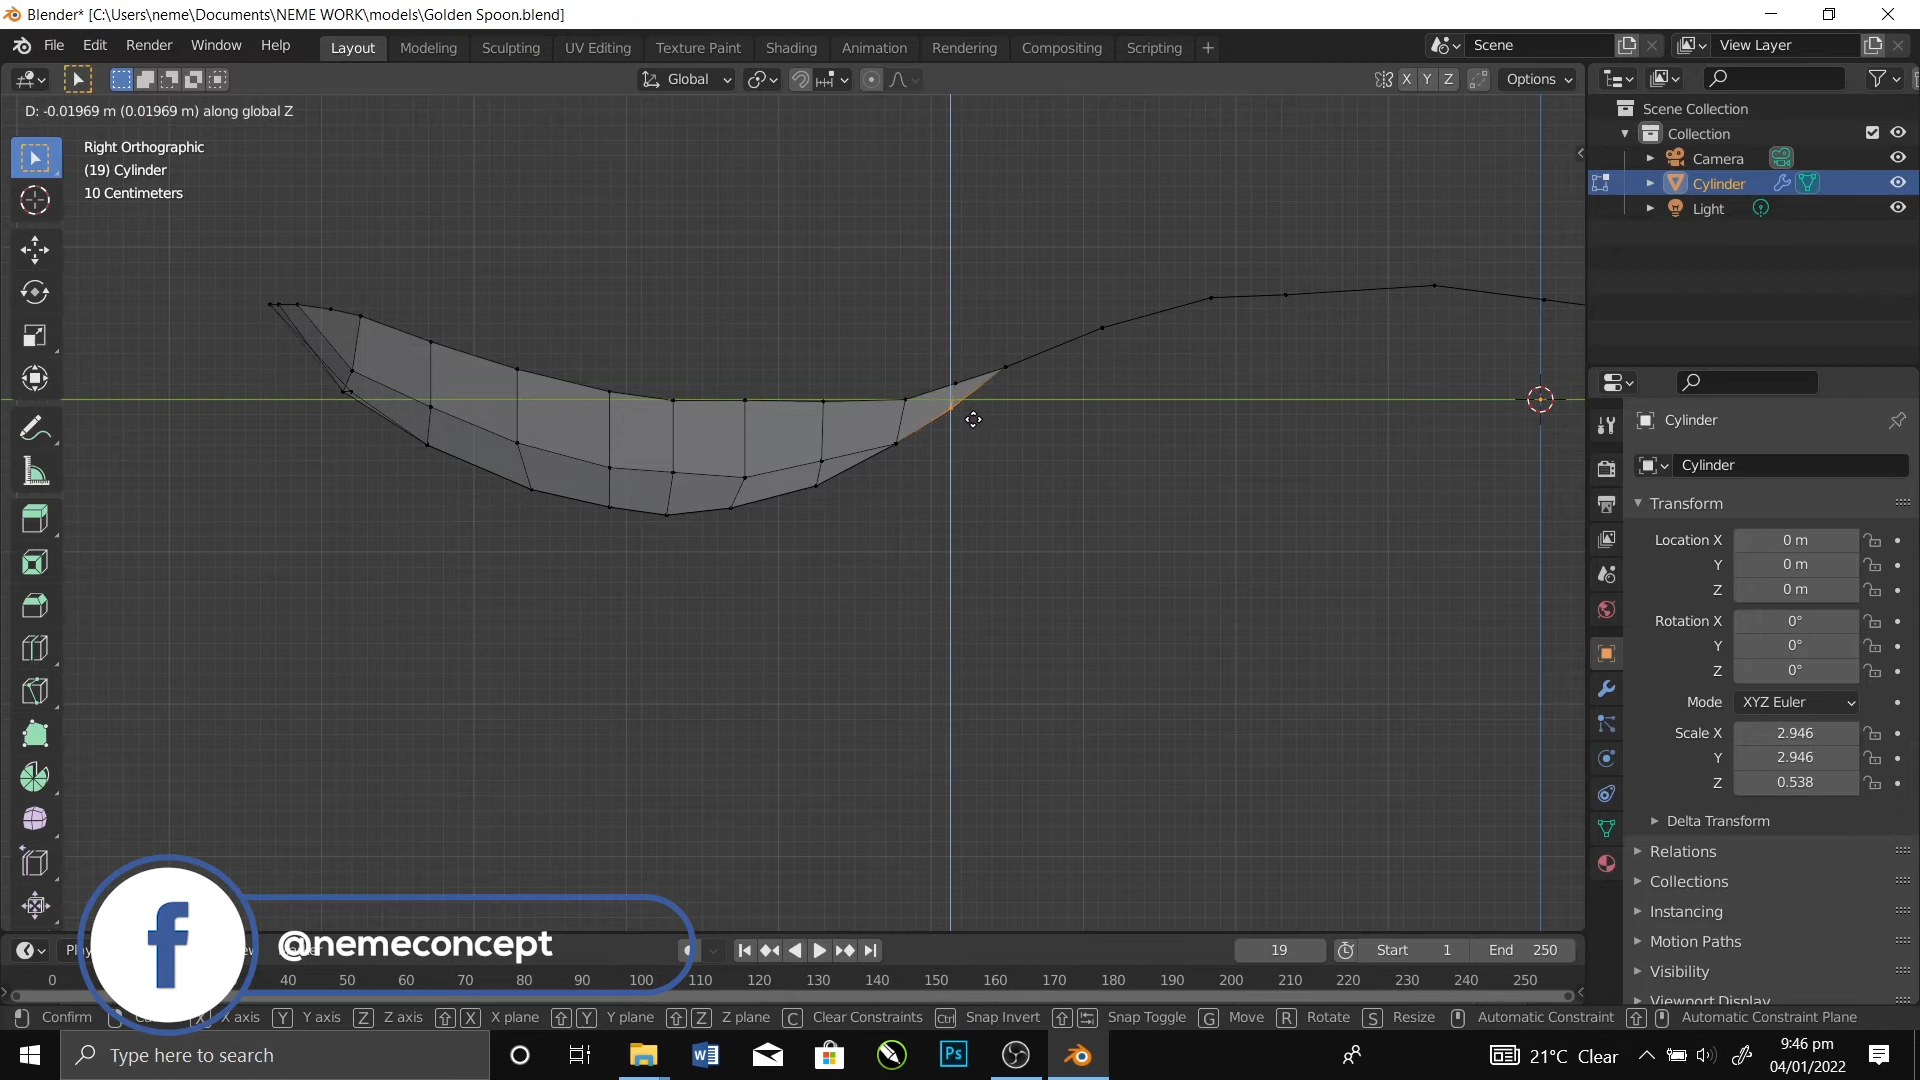 Blender* [C:\Users\neme\Documents\NEME WORK\models\Golden Spoon.blend]
File Edit Render Window Help Layout Modeling Sculpting UV Editing Texture Paint Shading Animation Rendering Compositing Scripting + Scene View Layer
Global X Y Z Options
D: -0.01969 m (0.01969 m) along global Z
Right Orthographic
(19) Cylinder
10 Centimeters
Scene Collection
Collection
Camera
Cylinder
Light
Cylinder
Cylinder
Transform
Location X 0 m
Y 0 m
Z 0 m
Rotation X 0°
Y 0°
Z 0°
Mode XYZ Euler
Scale X 2.946
Y 2.946
Z 0.538
Delta Transform
Relations
Collections
Instancing
Motion Paths
Visibility
Viewport Display
f @nemeconcept
19 Start 1 End 250
0 40 50 60 70 80 90 100 110 120 130 140 150 160 170 180 190 200 210 220 230 240 250
Confirm X X axis Y Y axis Z Z axis X X plane Y Y plane Z Z plane C Clear Constraints Ctrl Snap Invert Snap Toggle G Move R Rotate S Resize Automatic Constraint Automatic Constraint Plane
Type here to search W Ps 21°C Clear
9:46 pm
04/01/2022